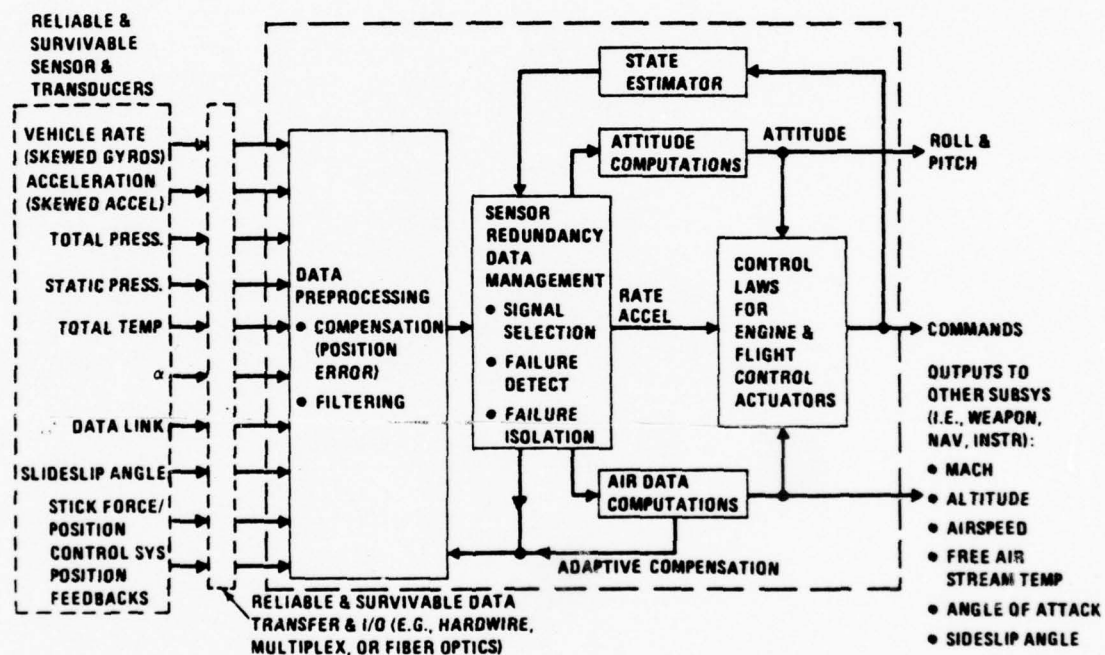 RELIABLE &
SURVIVABLE
SENSOR &
TRANSDUCERS
VEHICLE RATE
(SKEWED GYROS)
ACCELERATION
(SKEWED ACCEL)
TOTAL PRESS.
STATIC PRESS.
TOTAL TEMP
α
DATA LINK
SLIDESLIP ANGLE
STICK FORCE/
POSITION
CONTROL SYS
POSITION
FEEDBACKS
RELIABLE & SURVIVABLE DATA
TRANSFER & I/O (E.G., HARDWIRE,
MULTIPLEX, OR FIBER OPTICS)
DATA
PREPROCESSING
• COMPENSATION
(POSITION
ERROR)
• FILTERING
SENSOR
REDUNDANCY
DATA
MANAGEMENT
• SIGNAL
SELECTION
• FAILURE
DETECT
• FAILURE
ISOLATION
STATE
ESTIMATOR
ATTITUDE
COMPUTATIONS
ATTITUDE
RATE
ACCEL
CONTROL
LAWS
FOR
ENGINE &
FLIGHT
CONTROL
ACTUATORS
AIR DATA
COMPUTATIONS
ADAPTIVE COMPENSATION
ROLL &
PITCH
COMMANDS
OUTPUTS TO
OTHER SUBSYS
(I.E., WEAPON,
NAV, INSTR):
• MACH
• ALTITUDE
• AIRSPEED
• FREE AIR
STREAM TEMP
• ANGLE OF ATTACK
• SIDESLIP ANGLE